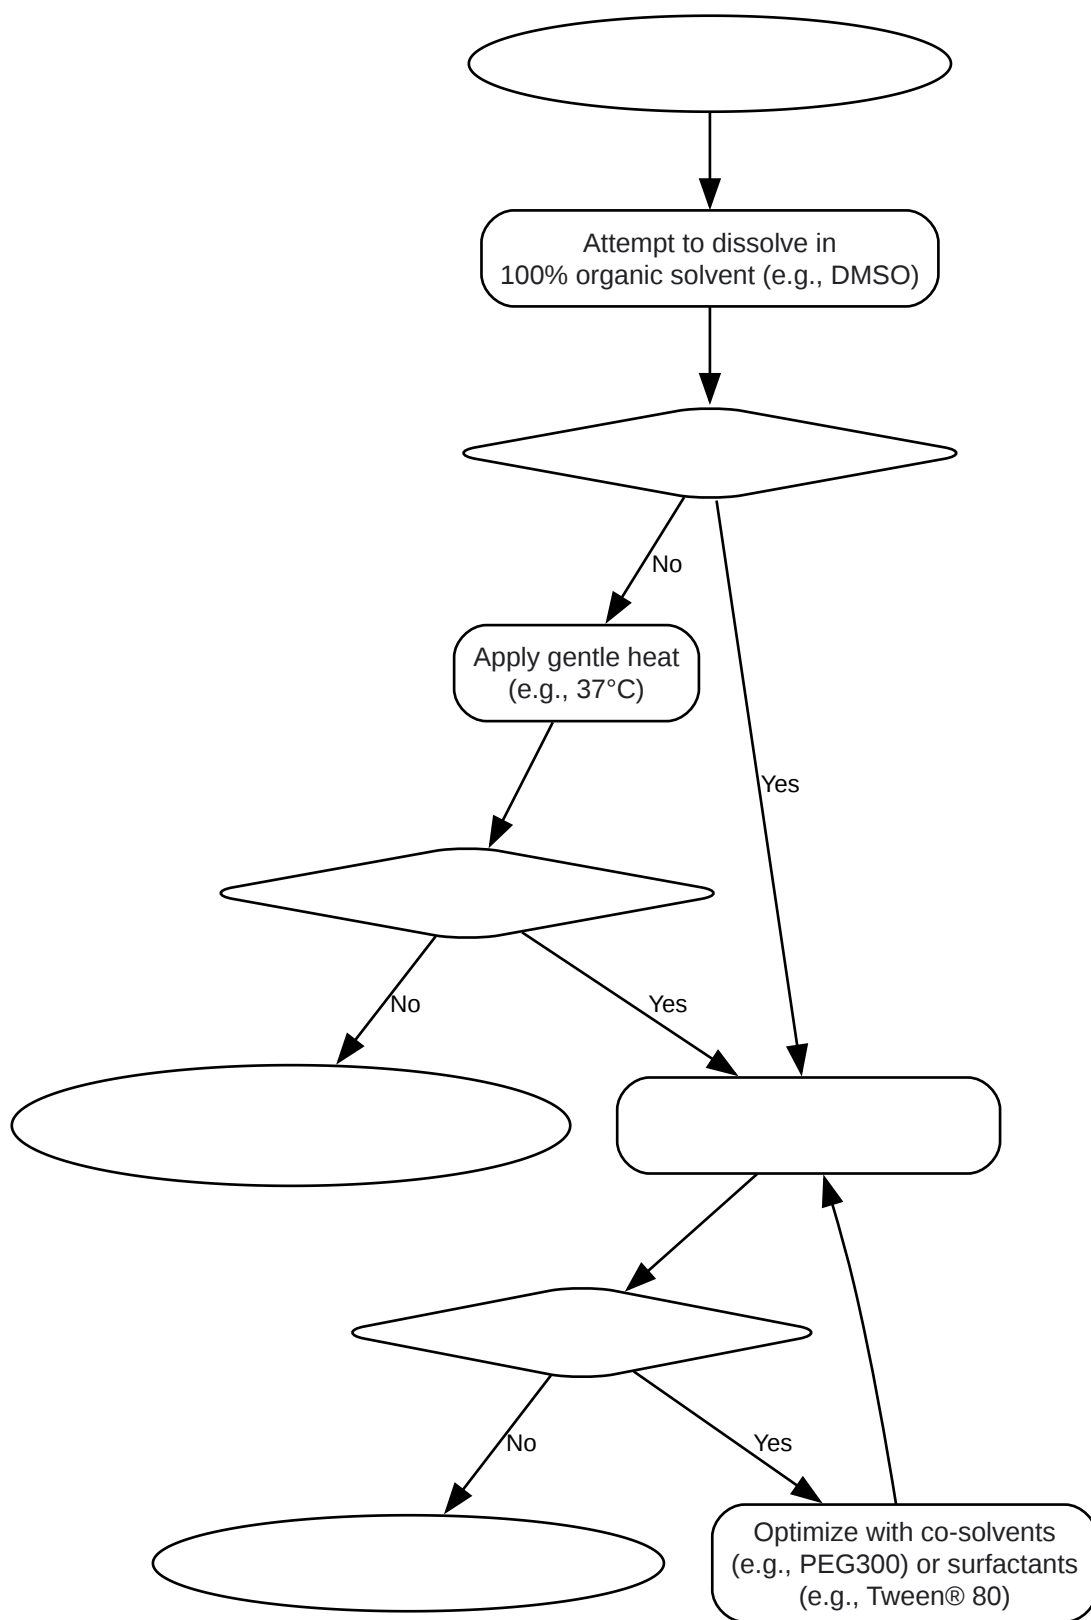 Attempt to dissolve in
100% organic solvent (e.g., DMSO)
No
Apply gentle heat
(e.g., 37°C)
Yes
No
Yes
No
Yes
Optimize with co-solvents
(e.g., PEG300) or surfactants
(e.g., Tween® 80)